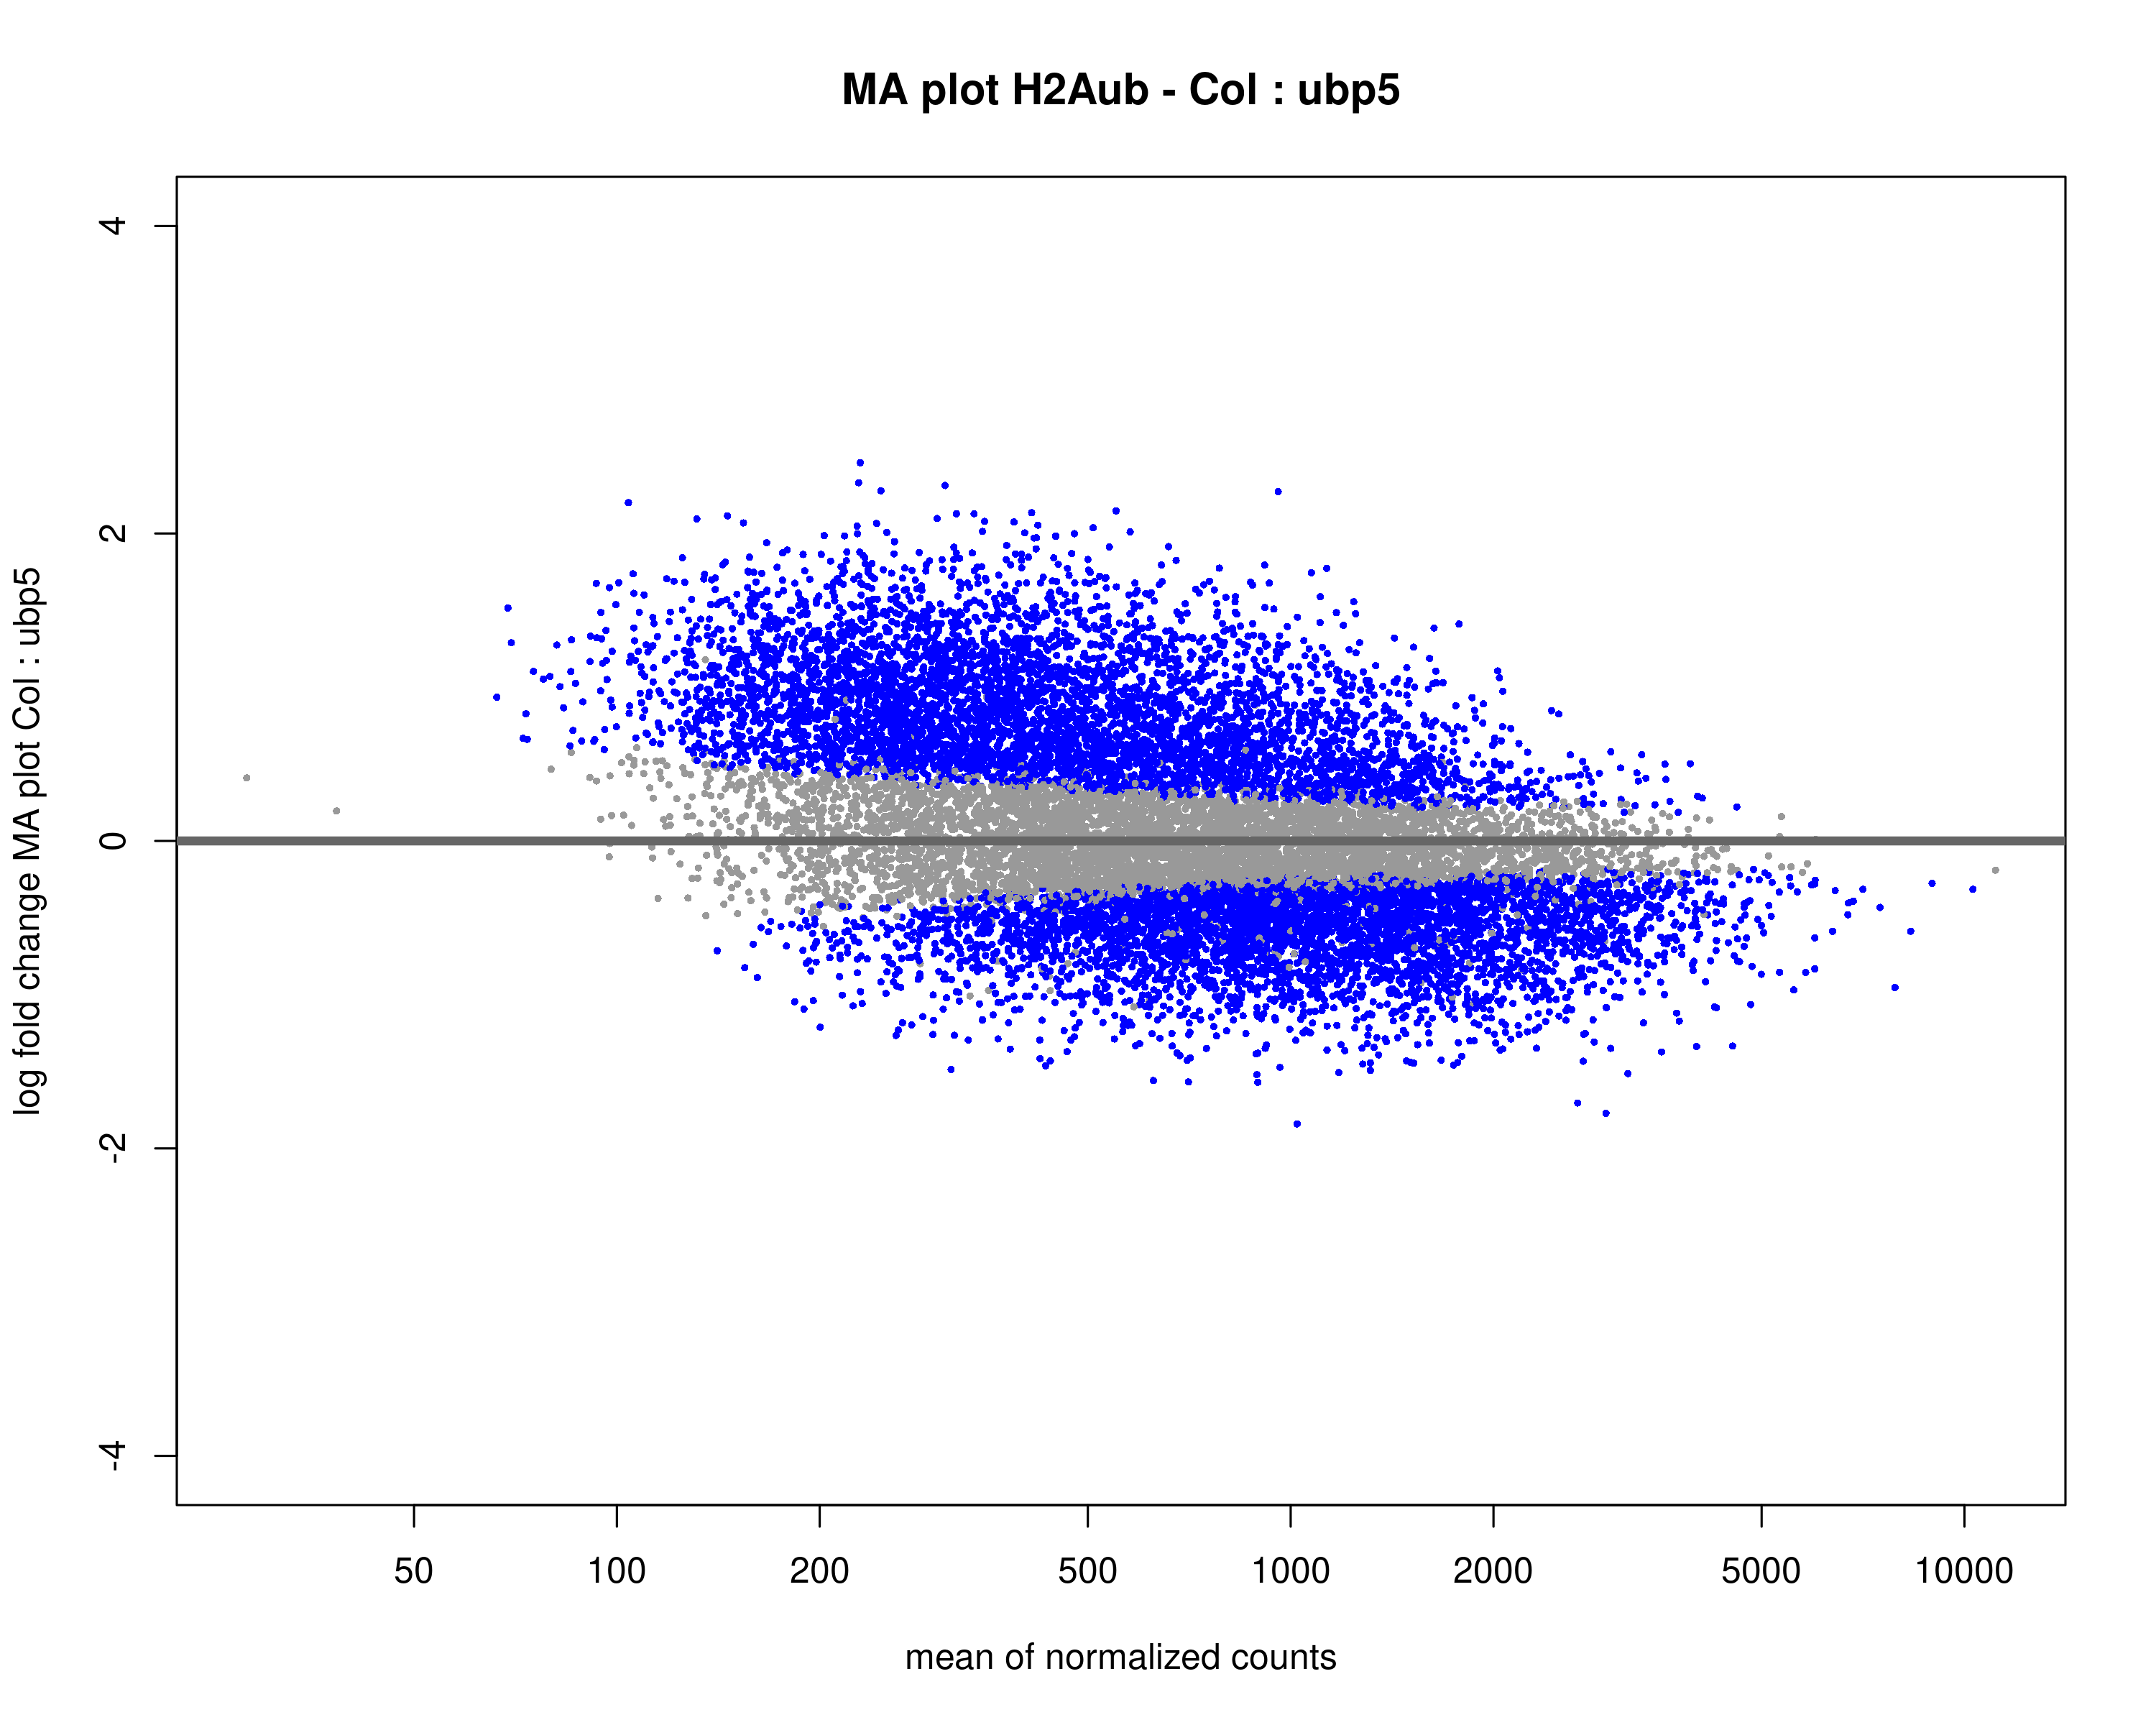 MA plot H2Aub - Col : ubp5
log fold change MA plot Col : ubp5
4
2
0
-2
-4
50 100 200 500 1000 2000 5000 10000
mean of normalized counts